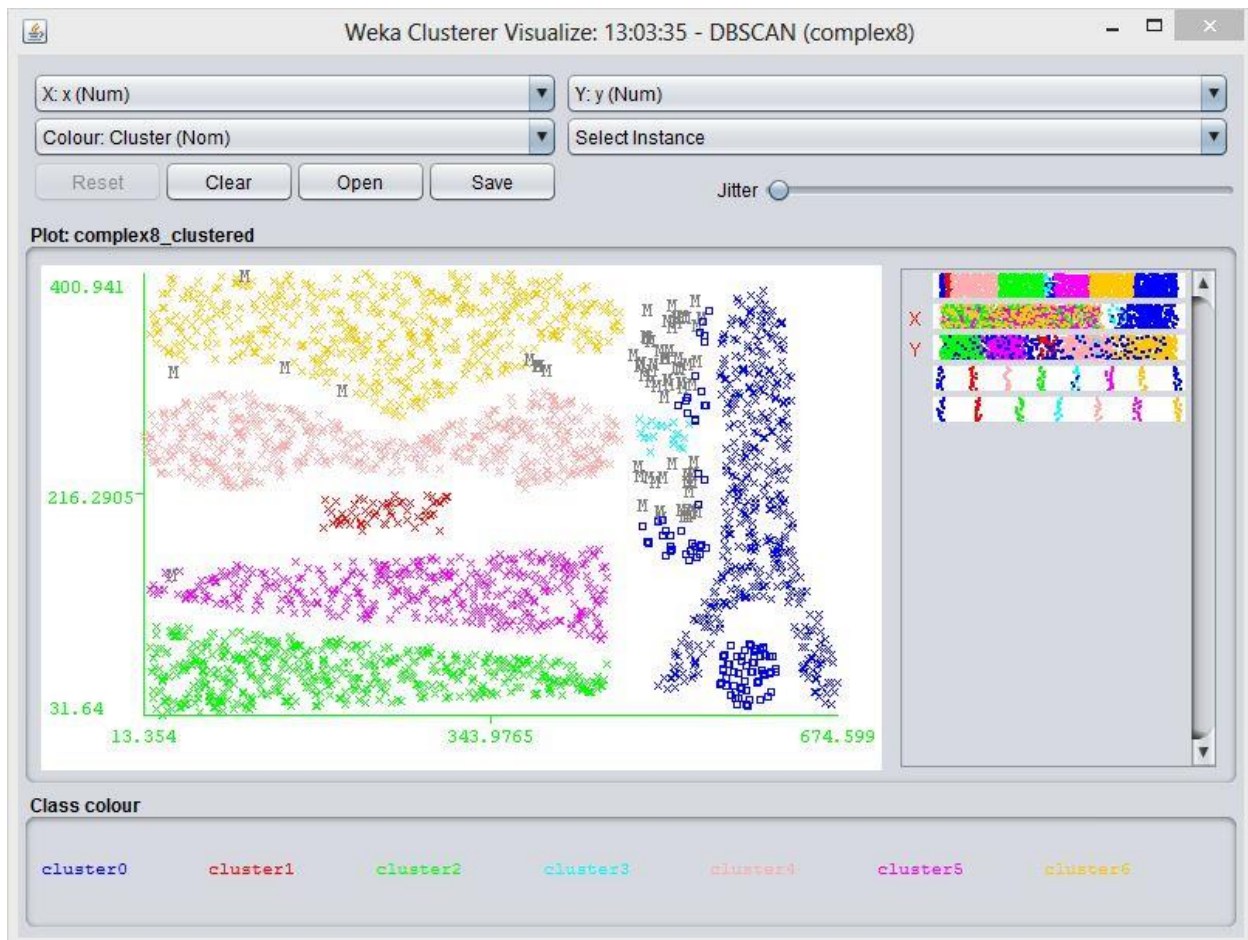 Weka Clusterer Visualize: 13:03:35 - DBSCAN (complex8)
X: x (Num)
Y: y (Num)
Colour: Cluster (Nom)
Select Instance
Reset
Clear
Open
Save
Jitter
Plot: complex8_clustered
400.941
216.2905
31.64
13.354
343.9765
674.599
X
Y
Class colour
cluster0
cluster1
cluster2
cluster3
cluster4
cluster5
cluster6